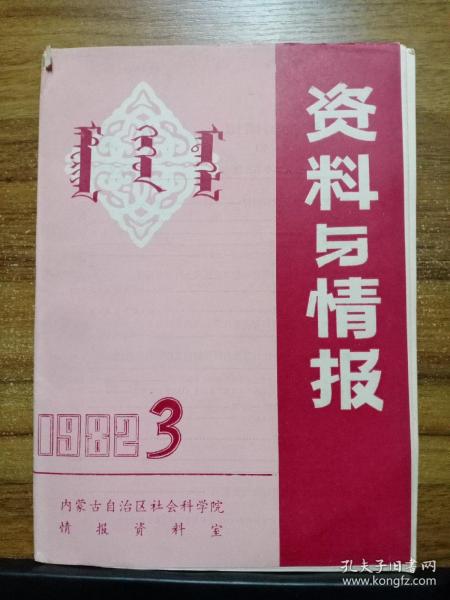 资料与情报
1982 3
内蒙古自治区社会科学院
情报资料室
孔夫子旧书网
www.kongfz.com